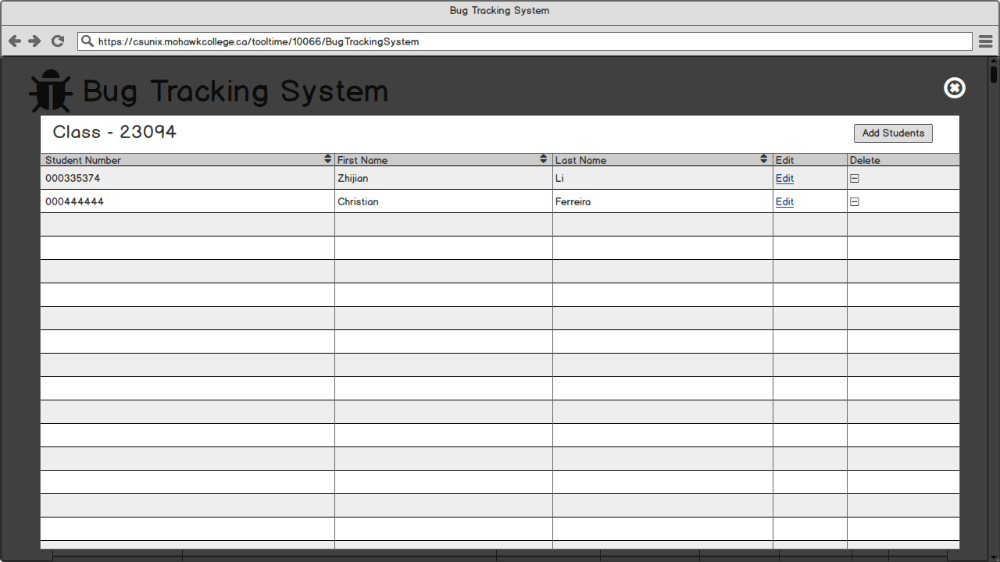 Bug Tracking System
https://csunix.mohawkcollege.ca/tooltime/10066/BugTrackingSystem
Bug Tracking System
Class - 23094
Add Students
Student Number First Name Last Name Edit Delete
000335374 Zhijian Li Edit
000444444 Christian Ferreira Edit